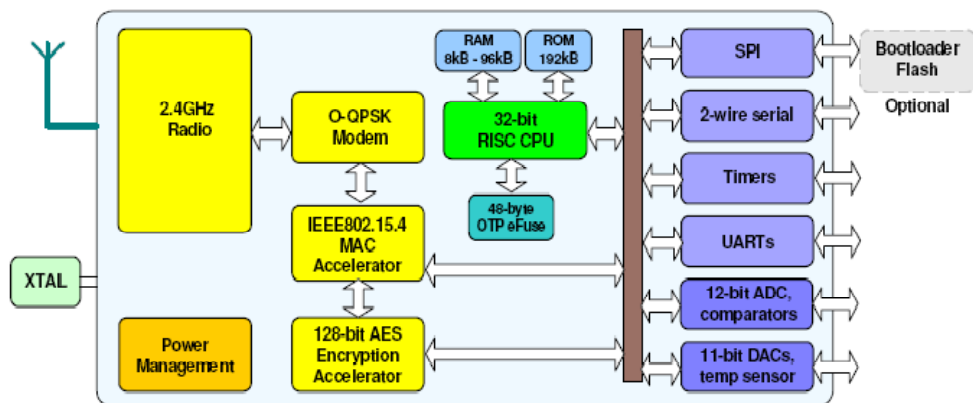 2.4GHz
Radio
O-QPSK
Modem
IEEE802.15.4
MAC
Accelerator
128-bit AES
Encryption
Accelerator
XTAL
Power
Management
RAM
8kB - 96kB
ROM
192kB
32-bit
RISC CPU
48-byte
OTP eFuse
SPI
2-wire serial
Timers
UARTs
12-bit ADC,
comparators
11-bit DACs,
temp sensor
Bootloader
Flash
Optional